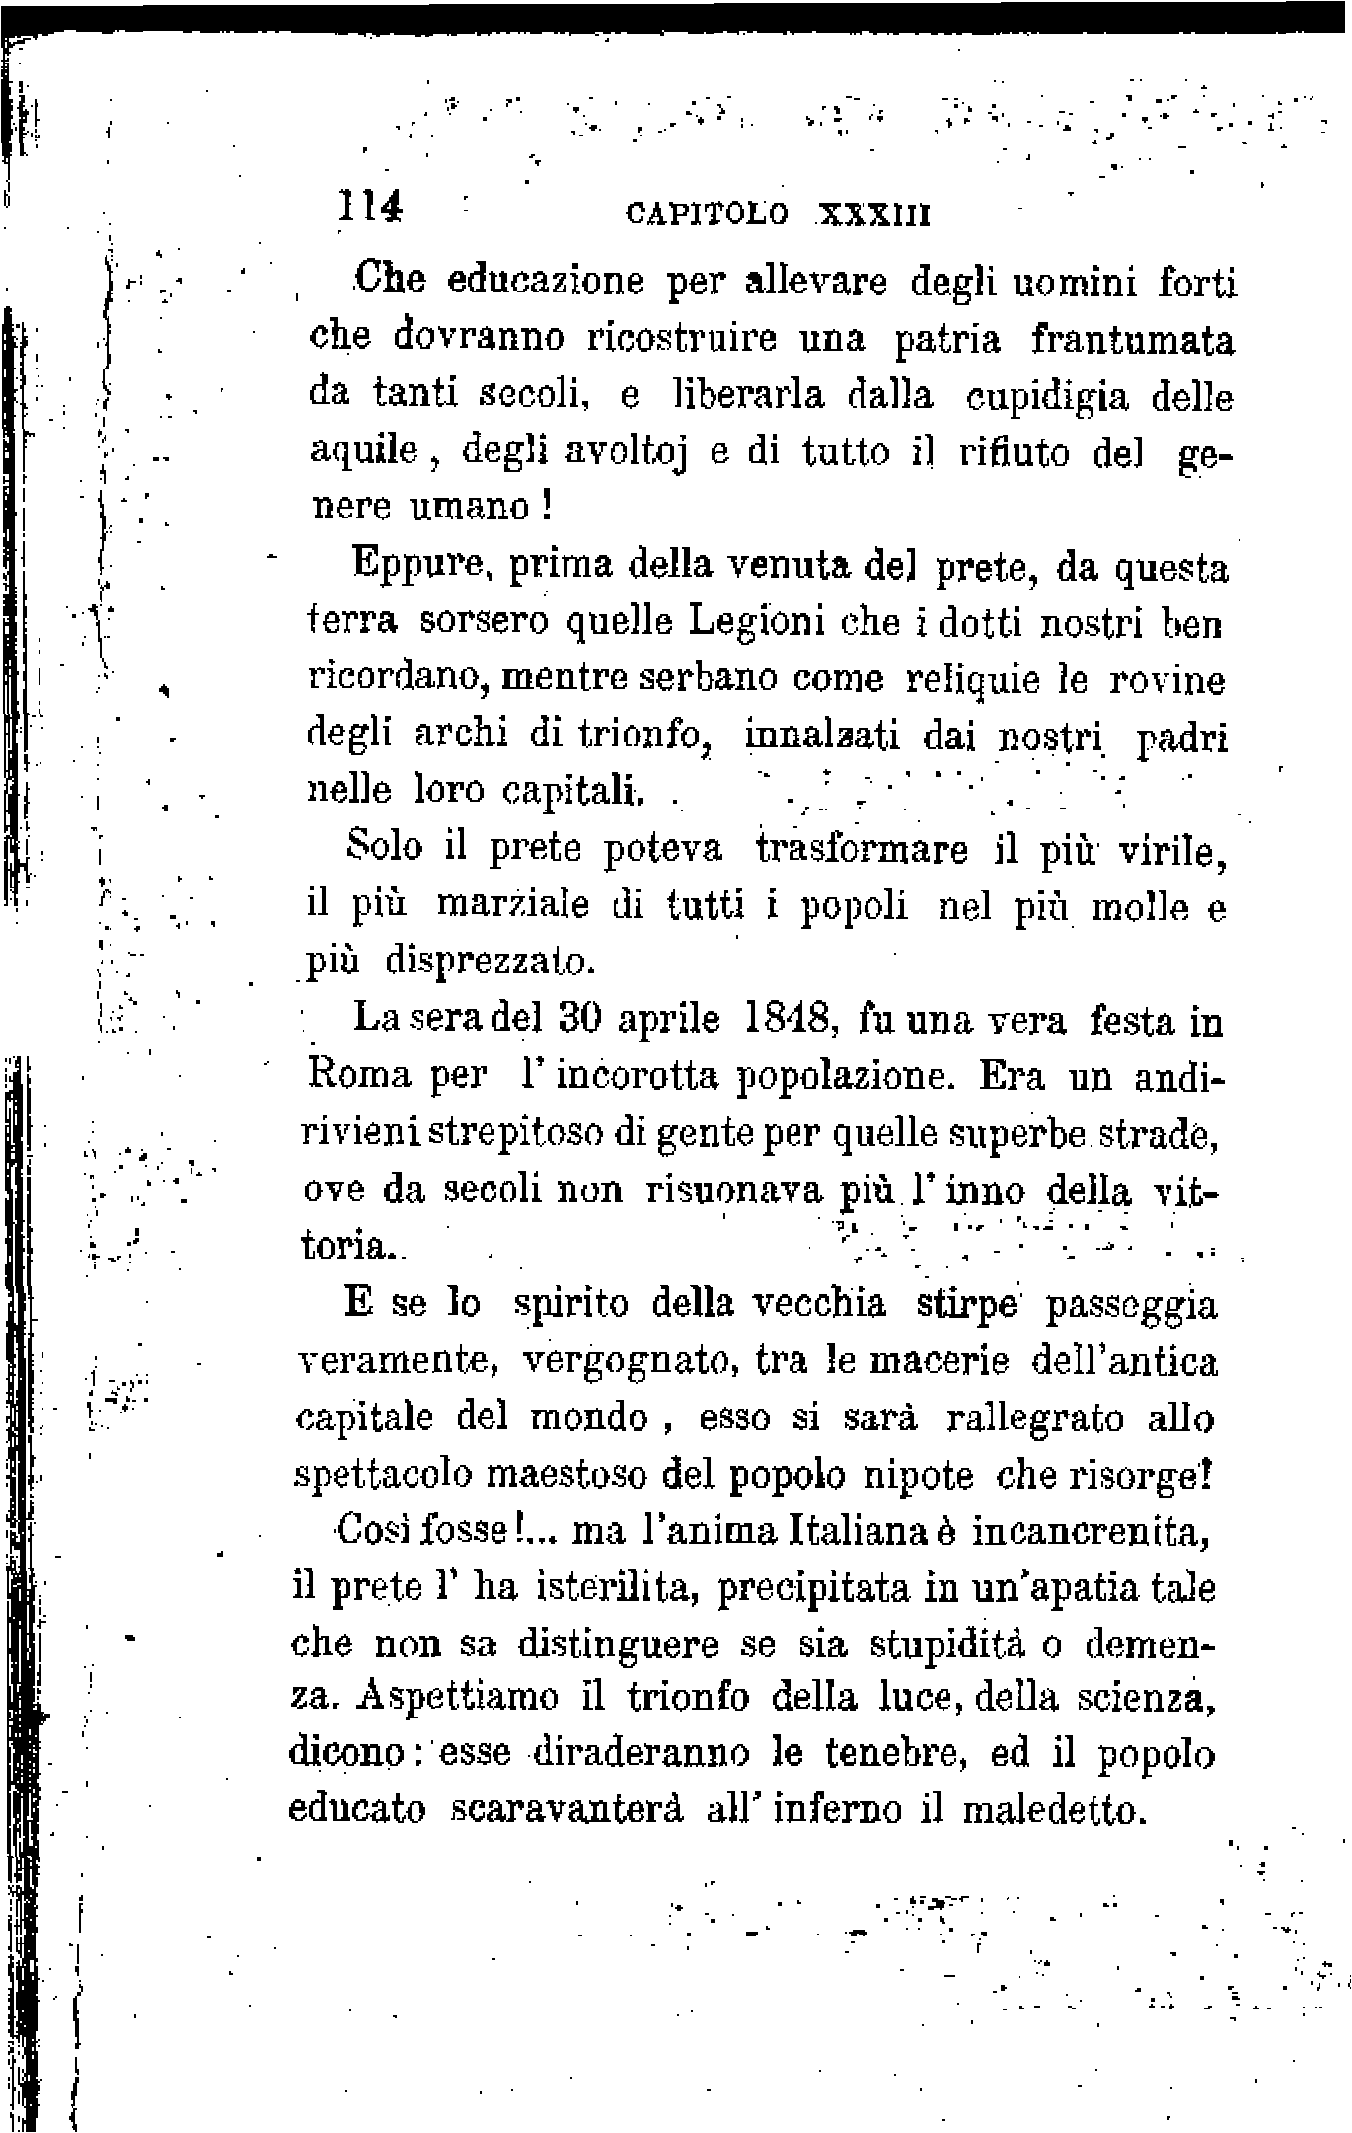 114 CAPITOLO XXXIII
Che educazione per allevare degli uomini forti
che dovranno ricostruire una patria frantumata
da tanti secoli, e liberarla dalla cupidigia delle
aquile, degli avoltoj e di tutto il rifiuto del ge-
nere umano!
Eppure, prima della venuta del prete, da questa
terra sorsero quelle Legioni che i dotti nostri ben
ricordano, mentre serbano come reliquie le rovine
degli archi di trionfo, innalzati dai nostri padri
nelle loro capitali.
Solo il prete poteva trasformare il più virile,
il più marziale di tutti i popoli nel più molle e
più disprezzato.
La sera del 30 aprile 1848, fu una vera festa in
Roma per l'incorotta popolazione. Era un andi-
rivieni strepitoso di gente per quelle superbe strade,
ove da secoli non risuonava più l'inno della vit-
toria.
E se lo spirito della vecchia stirpe passeggia
veramente, vergognato, tra le macerie dell'antica
capitale del mondo, esso si sarà rallegrato allo
spettacolo maestoso del popolo nipote che risorge!
Così fosse!... ma l'anima Italiana è incancrenita,
il prete l'ha isterilita, precipitata in un'apatia tale
che non sa distinguere se sia stupidità o demen-
za. Aspettiamo il trionfo della luce, della scienza,
dicono: esse diraderanno le tenebre, ed il popolo
educato scaravanterà all'inferno il maledetto.